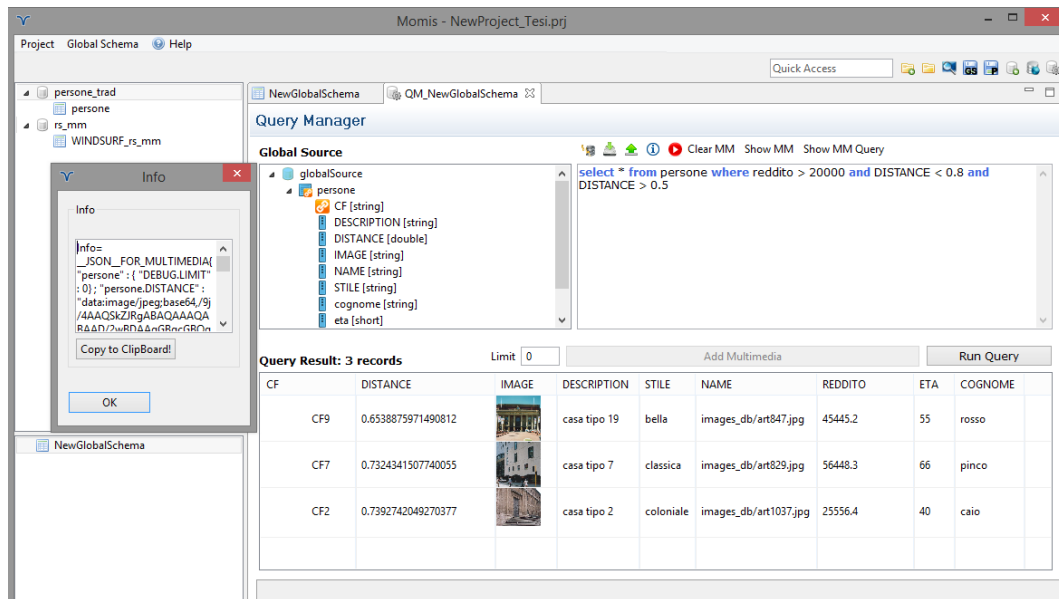 Momis - NewProject_Tesi.prj
Project Global Schema Help
Quick Access
persone_trad
persone
rs_mm
WINDSURF_rs_mm
Info
Info
Info=
__JSON__FOR_MULTIMEDIA{
"persone" : { "DEBUG.LIMIT"
: 0} ; "persone.DISTANCE" :
"data:image/jpeg;base64,/9j
/4AAQSkZJRgABAQAAAQA
Copy to ClipBoard!
OK
NewGlobalSchema
NewGlobalSchema QM_NewGlobalSchema
Query Manager
Global Source
Clear MM Show MM Show MM Query
globalSource
persone
CF [string]
DESCRIPTION [string]
DISTANCE [double]
IMAGE [string]
NAME [string]
STILE [string]
cognome [string]
eta [short]
select * from persone where reddito > 20000 and DISTANCE < 0.8 and
DISTANCE > 0.5
Query Result: 3 records Limit 0 Add Multimedia Run Query
CF DISTANCE IMAGE DESCRIPTION STILE NAME REDDITO ETA COGNOME
CF9 0.6538875971490812 casa tipo 19 bella images_db/art847.jpg 45445.2 55 rosso
CF7 0.7324341507740055 casa tipo 7 classica images_db/art829.jpg 56448.3 66 pinco
CF2 0.7392742049270377 casa tipo 2 coloniale images_db/art1037.jpg 25556.4 40 caio